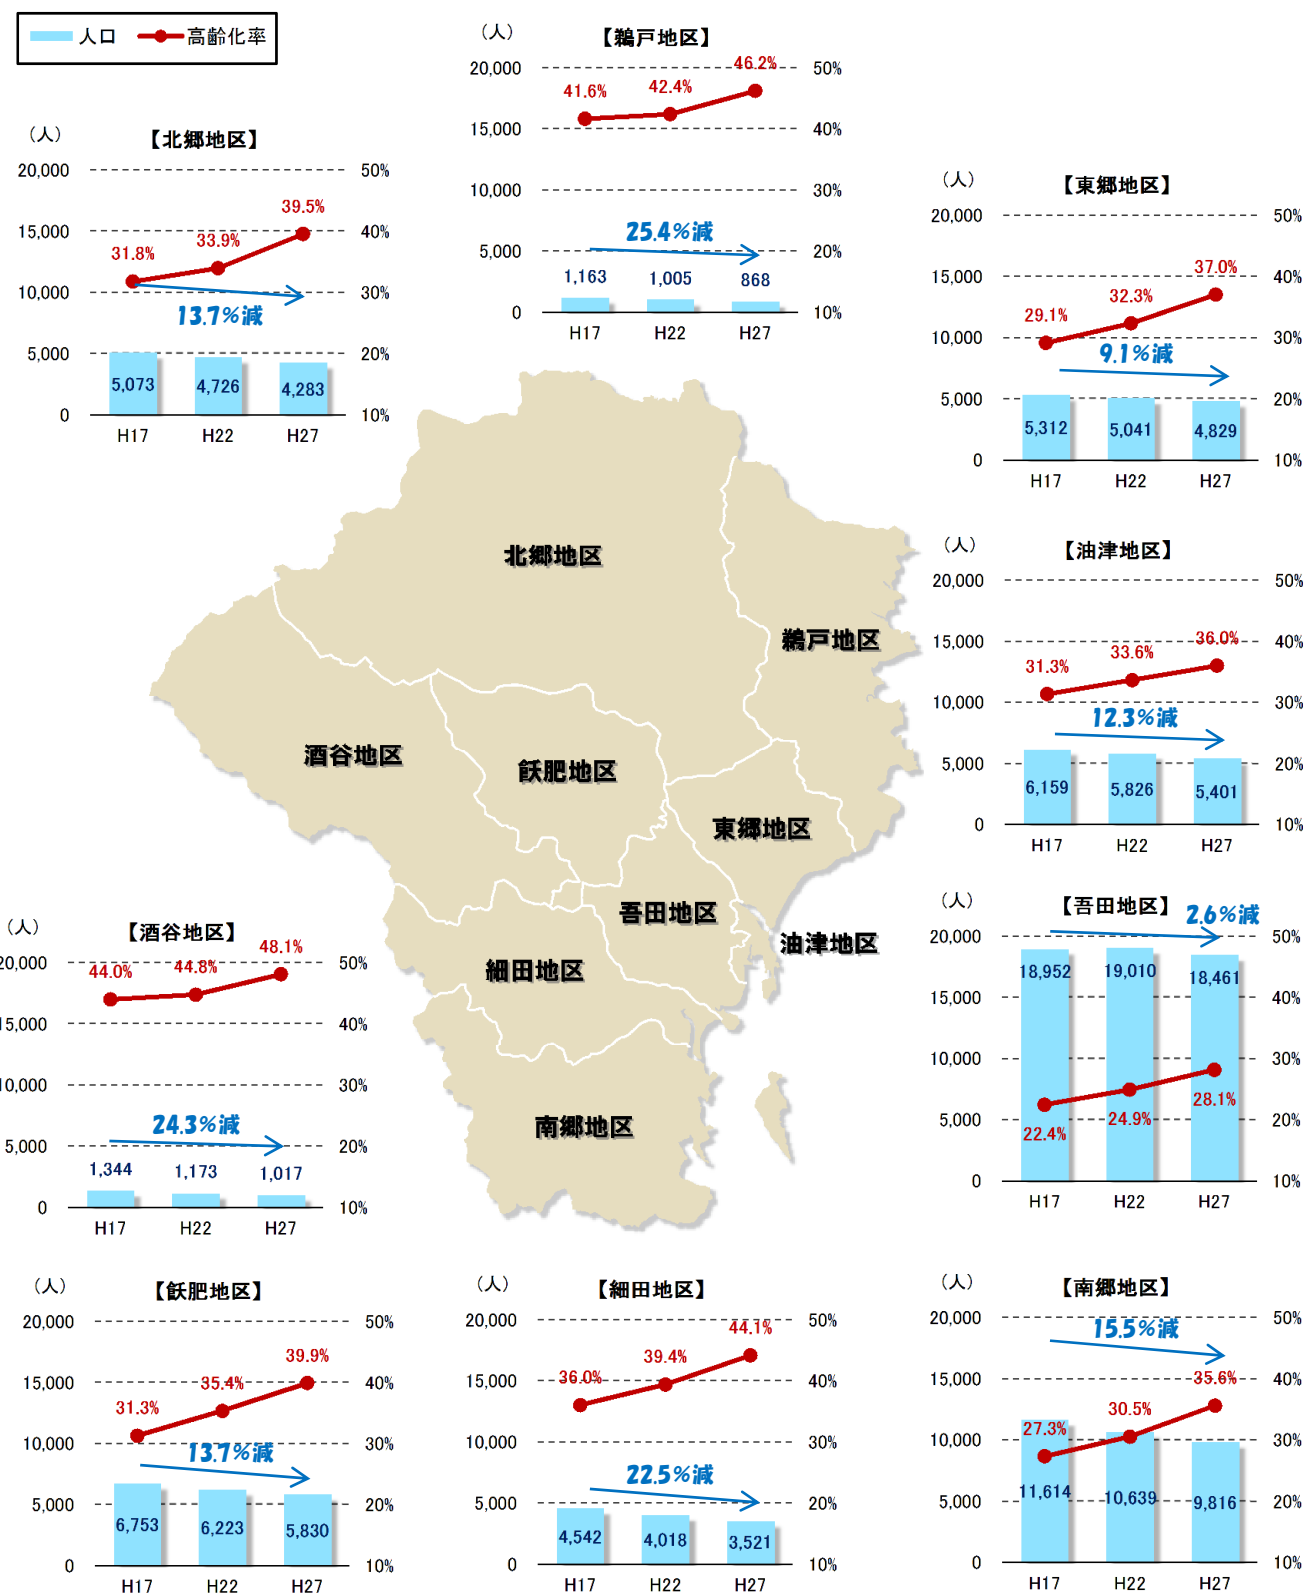 人口 高齢化率
(人) 【鵜戸地区】
20,000 50%
15,000 40%
10,000 30%
5,000 20%
0 10%
41.6% 42.4% 46.2%
25.4%減
1,163 1,005 868
H17 H22 H27
(人) 【北郷地区】
20,000 50%
15,000 40%
10,000 30%
5,000 20%
0 10%
31.8% 33.9% 39.5%
13.7%減
5,073 4,726 4,283
H17 H22 H27
(人) 【東郷地区】
20,000 50%
15,000 40%
10,000 30%
5,000 20%
0 10%
29.1% 32.3% 37.0%
9.1%減
5,312 5,041 4,829
H17 H22 H27
(人) 【油津地区】
20,000 50%
15,000 40%
10,000 30%
5,000 20%
0 10%
31.3% 33.6% 36.0%
12.3%減
6,159 5,826 5,401
H17 H22 H27
北郷地区
鵜戸地区
酒谷地区
飫肥地区
東郷地区
吾田地区
油津地区
細田地区
南郷地区
(人) 【吾田地区】
2.6%減
20,000 50%
15,000 40%
10,000 30%
5,000 20%
0 10%
18,952 19,010 18,461
22.4% 24.9% 28.1%
H17 H22 H27
(人) 【酒谷地区】
20,000 50%
15,000 40%
10,000 30%
5,000 20%
0 10%
44.0% 44.8% 48.1%
24.3%減
1,344 1,173 1,017
H17 H22 H27
(人) 【飫肥地区】
20,000 50%
15,000 40%
10,000 30%
5,000 20%
0 10%
31.3% 35.4% 39.9%
13.7%減
6,753 6,223 5,830
H17 H22 H27
(人) 【細田地区】
20,000 50%
15,000 40%
10,000 30%
5,000 20%
0 10%
36.0% 39.4% 44.1%
22.5%減
4,542 4,018 3,521
H17 H22 H27
(人) 【南郷地区】
20,000 50%
15,000 40%
10,000 30%
5,000 20%
0 10%
15.5%減
27.3% 30.5% 35.6%
11,614 10,639 9,816
H17 H22 H27